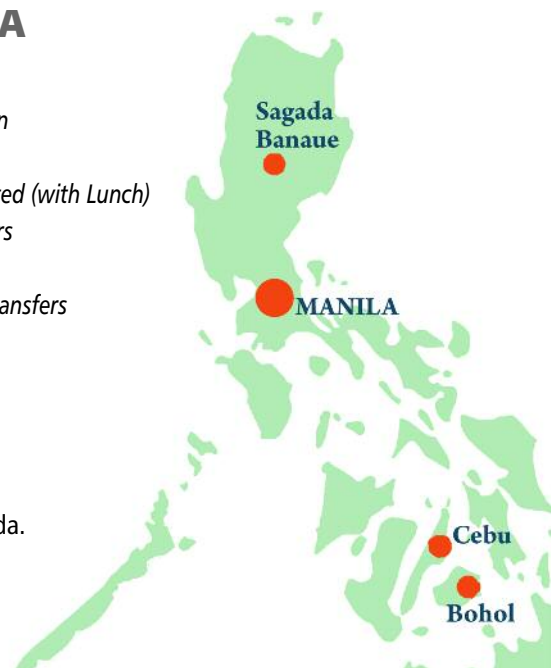 A
n
ed (with Lunch)
rs
ansfers
da.
Sagada
Banaue
MANILA
Cebu
Bohol